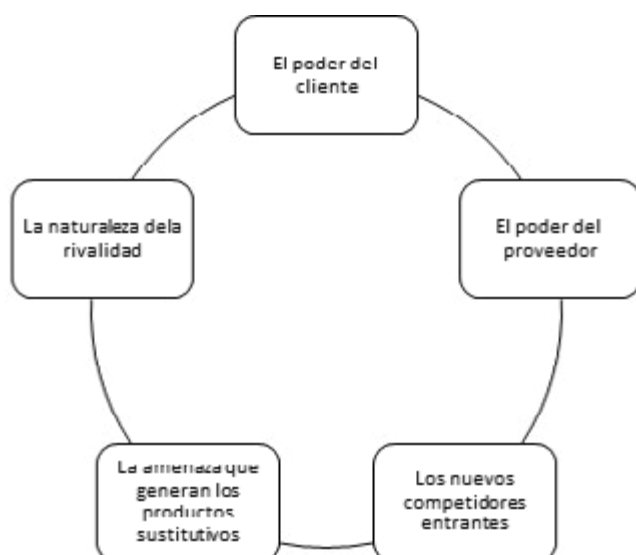 El poder del
cliente
El poder del
proveedor
Los nuevos
competidores
entrantes
La amenaza que
generan los
productos
sustitutivos
La naturaleza dela
rivalidad